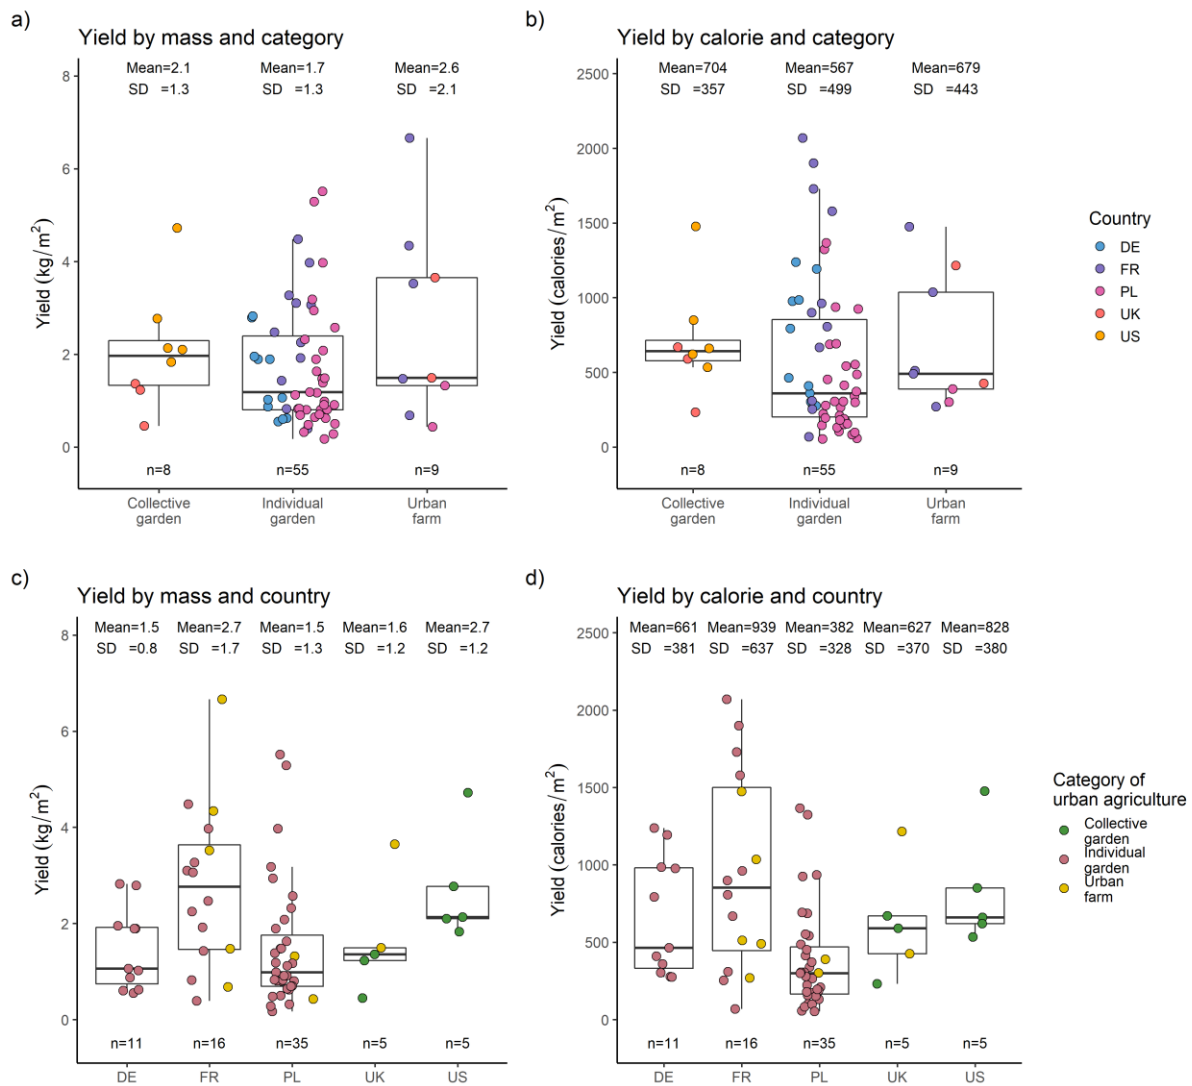 a)
Yield by mass and category
Mean=2.1 Mean=1.7 Mean=2.6
SD =1.3 SD =1.3 SD =2.1
8
6
4
2
0
Yield (kg/m²)
n=8 n=55 n=9
Collective garden
Individual garden
Urban farm
b)
Yield by calorie and category
Mean=704 Mean=567 Mean=679
SD =357 SD =499 SD =443
2500
2000
1500
1000
500
0
Yield (calories/m²)
n=8 n=55 n=9
Collective garden
Individual garden
Urban farm
Country
DE
FR
PL
UK
US
c)
Yield by mass and country
Mean=1.5 Mean=2.7 Mean=1.5 Mean=1.6 Mean=2.7
SD =0.8 SD =1.7 SD =1.3 SD =1.2 SD =1.2
8
6
4
2
0
Yield (kg/m²)
n=11 n=16 n=35 n=5 n=5
DE FR PL UK US
d)
Yield by calorie and country
Mean=661 Mean=939 Mean=382 Mean=627 Mean=828
SD =381 SD =637 SD =328 SD =370 SD =380
2500
2000
1500
1000
500
0
Yield (calories/m²)
n=11 n=16 n=35 n=5 n=5
DE FR PL UK US
Category of
urban agriculture
Collective
garden
Individual
garden
Urban
farm